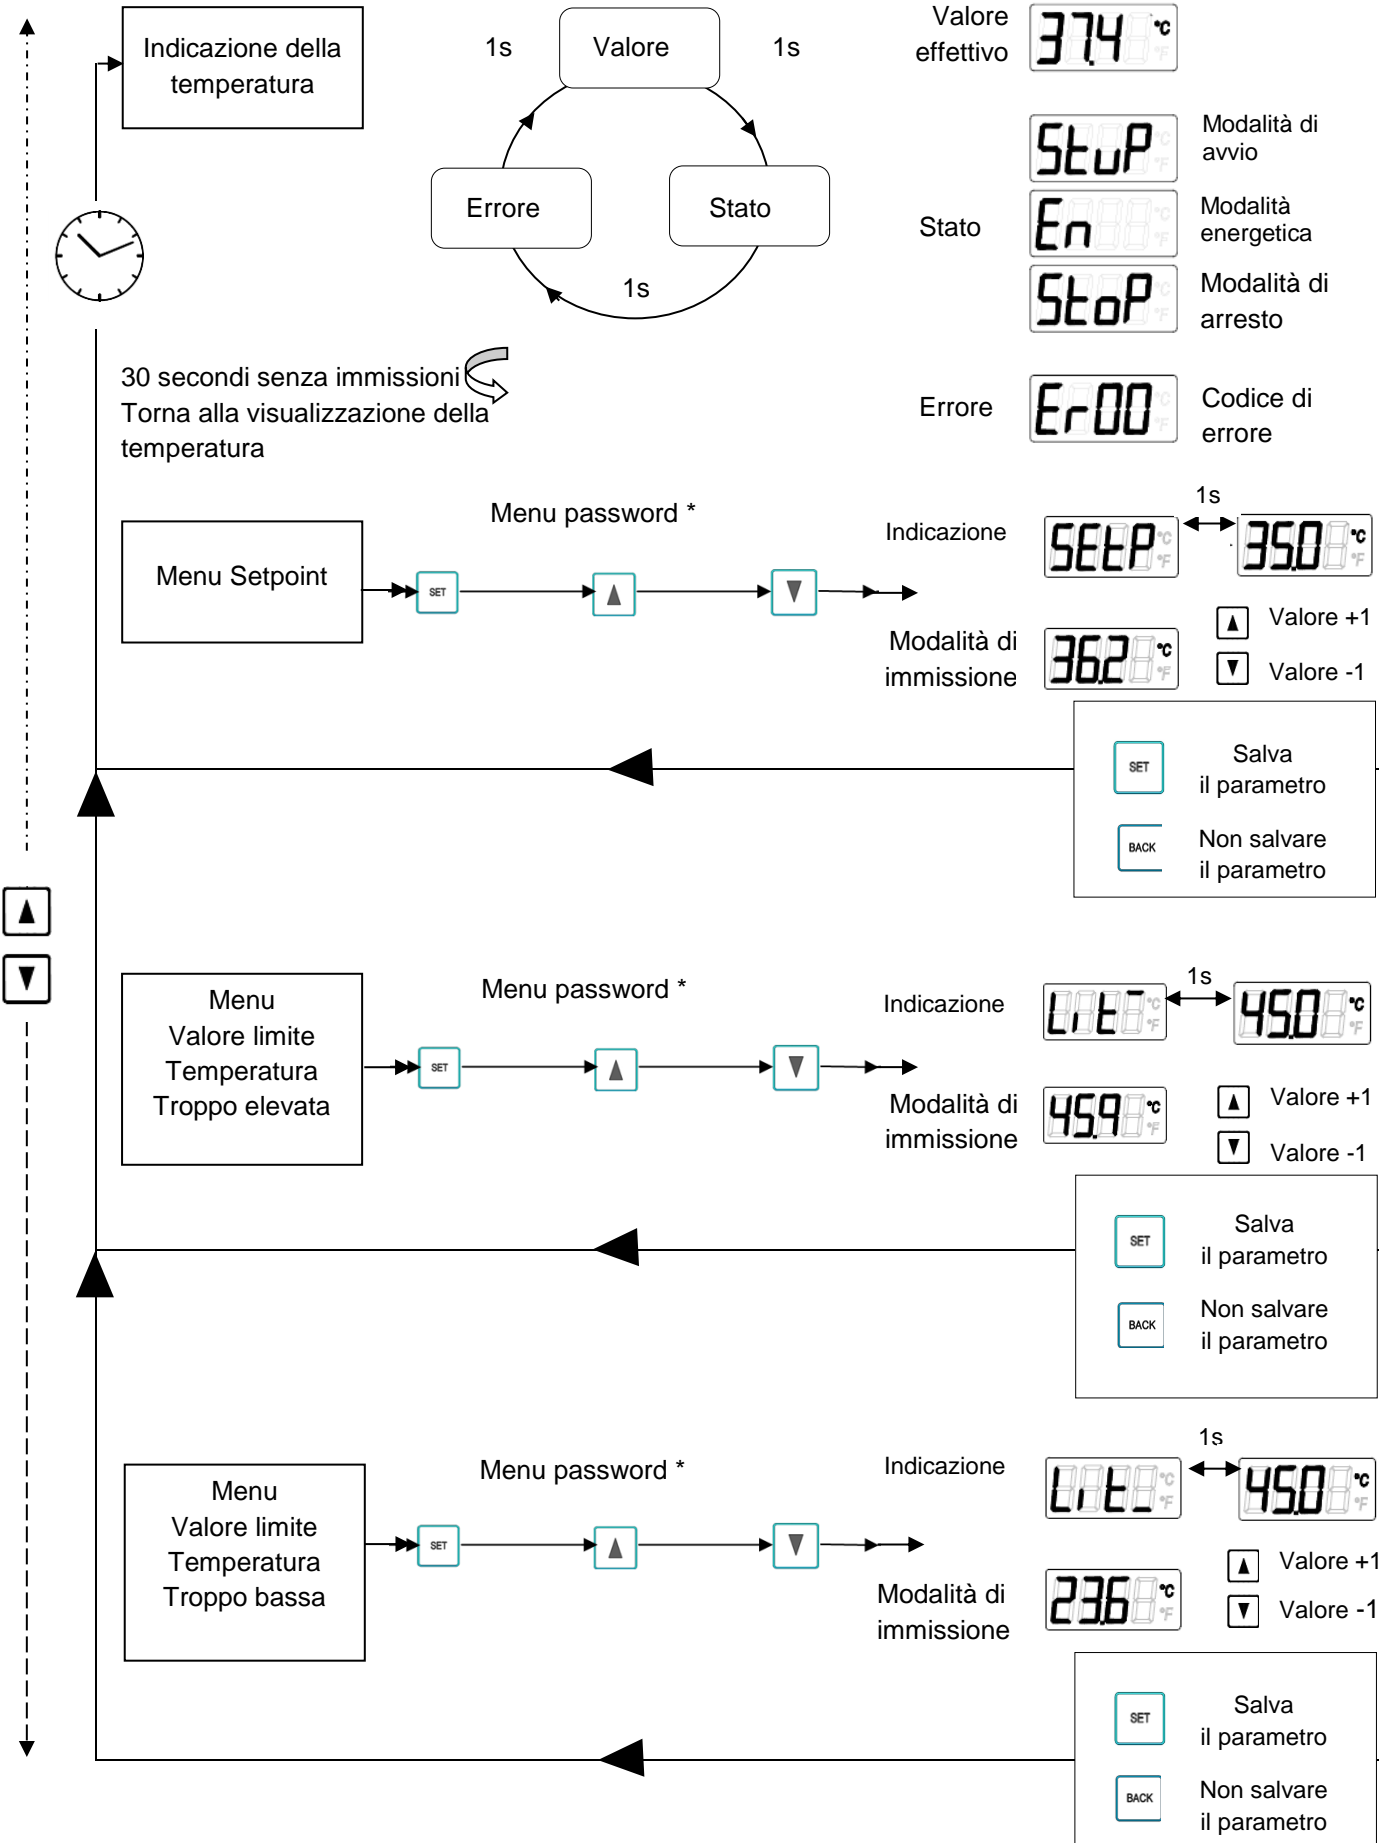 Indicazione della
temperatura
1s
Valore
1s
Errore
Stato
1s
Valore
effettivo
37.4 °C
°F
StuP °C
°F
Modalità di
avvio
Stato
En °C
°F
Modalità
energetica
StoP °C
°F
Modalità di
arresto
30 secondi senza immissioni
Torna alla visualizzazione della
temperatura
Errore
Er00 °C
°F
Codice di
errore
Menu Setpoint
Menu password *
SET
Indicazione
SEtP °C
°F
1s
35.0 °C
°F
Modalità di
immissione
36.2 °C
°F
Valore +1
Valore -1
SET
Salva
il parametro
BACK
Non salvare
il parametro
Menu
Valore limite
Temperatura
Troppo elevata
Menu password *
SET
Indicazione
Lit¯ °C
°F
1s
45.0 °C
°F
Modalità di
immissione
45.9 °C
°F
Valore +1
Valore -1
SET
Salva
il parametro
BACK
Non salvare
il parametro
Menu
Valore limite
Temperatura
Troppo bassa
Menu password *
SET
Indicazione
Lit_ °C
°F
1s
45.0 °C
°F
Modalità di
immissione
23.6 °C
°F
Valore +1
Valore -1
SET
Salva
il parametro
BACK
Non salvare
il parametro